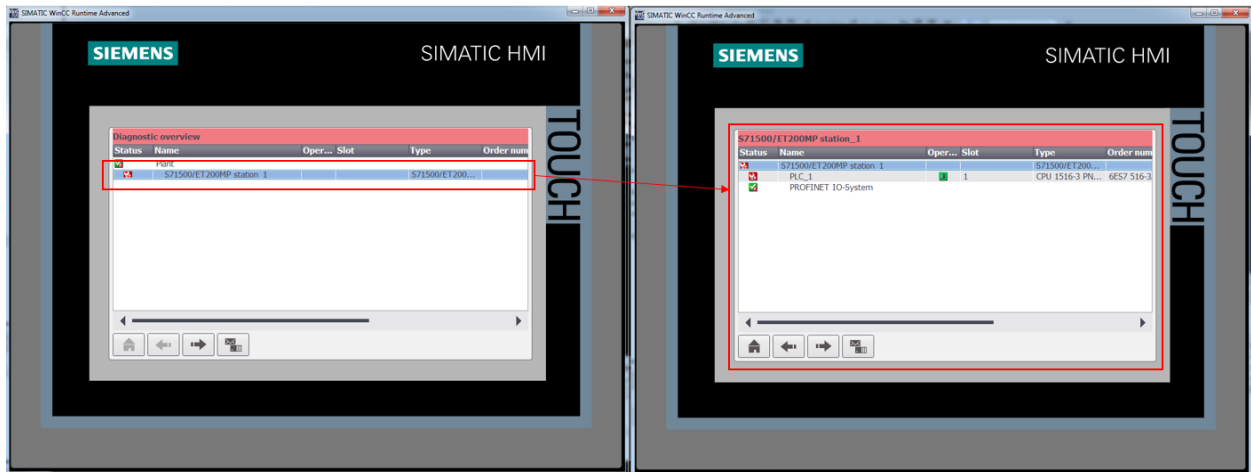 SIMATIC WinCC Runtime Advanced
SIEMENS
SIMATIC HMI
TOUCH
Diagnostic overview
Status Name Oper... Slot Type Order num
Plant
S71500/ET200MP station_1 S71500/ET200...
SIMATIC WinCC Runtime Advanced
SIEMENS
SIMATIC HMI
TOUCH
S71500/ET200MP station_1
Status Name Oper... Slot Type Order num
S71500/ET200MP station_1 S71500/ET200...
PLC_1 1 CPU 1516-3 PN... 6ES7 516-3
PROFINET IO-System